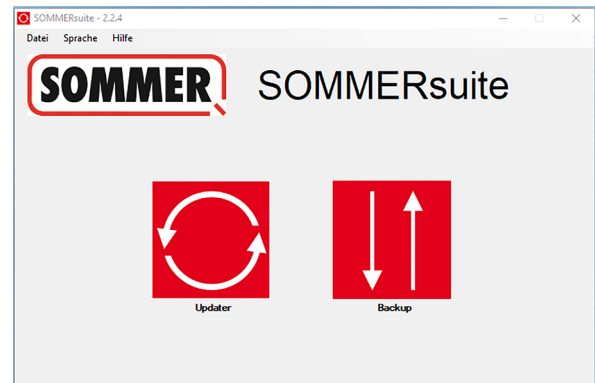 SOMMERsuite - 2.2.4
Datei Sprache Hilfe
SOMMER SOMMERsuite
Updater Backup